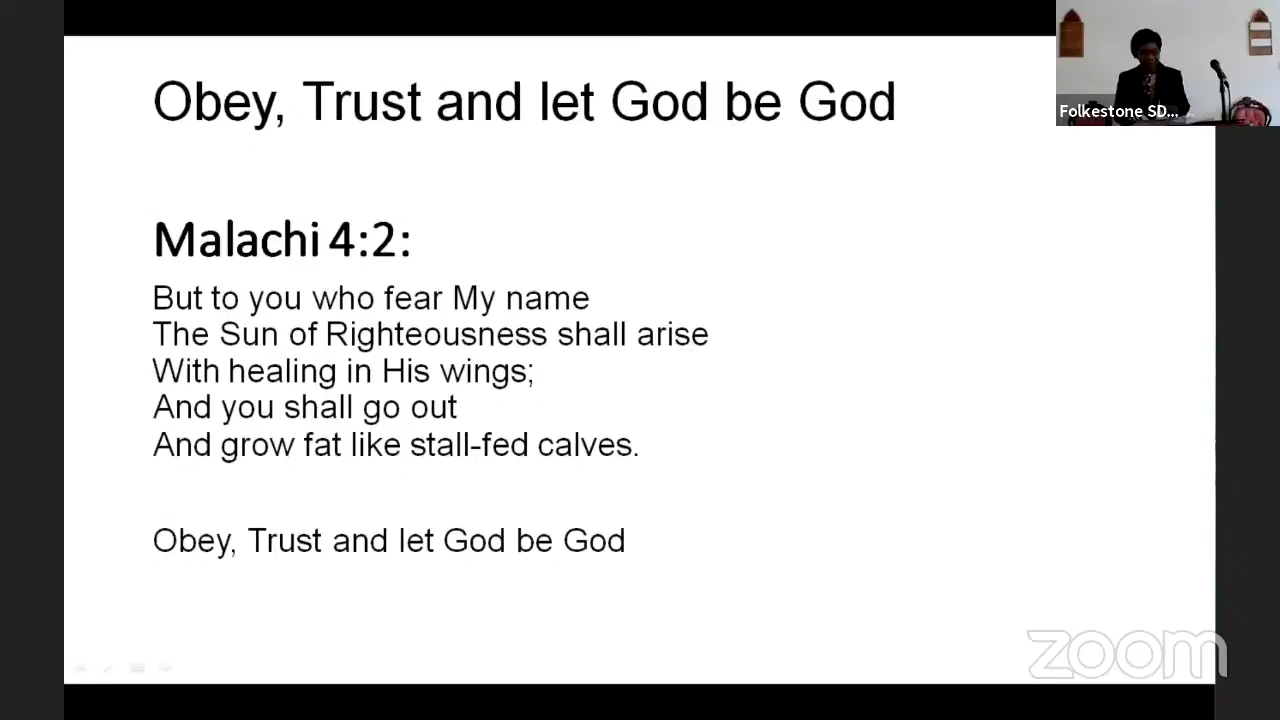 Obey, Trust and let God be God
Folkestone SD...
Malachi 4:2:
But to you who fear My name
The Sun of Righteousness shall arise
With healing in His wings;
And you shall go out
And grow fat like stall-fed calves.
Obey, Trust and let God be God
zoom